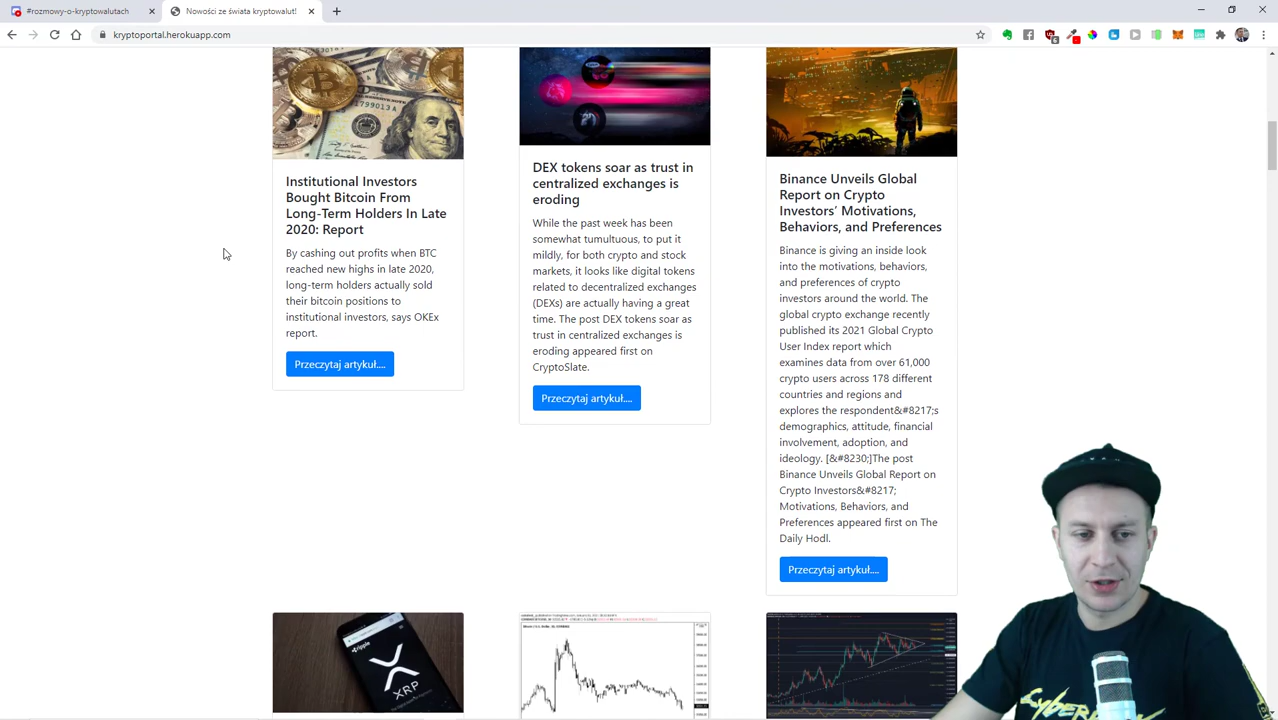 #rozmowy-o-kryptowalutach
Nowości ze świata kryptowalut!
kryptoportal.herokuapp.com
6
Institutional Investors
Bought Bitcoin From
Long-Term Holders In Late
2020: Report
By cashing out profits when BTC
reached new highs in late 2020,
long-term holders actually sold
their bitcoin positions to
institutional investors, says OKEx
report.
Przeczytaj artykuł....
DEX tokens soar as trust in
centralized exchanges is
eroding
While the past week has been
somewhat tumultuous, to put it
mildly, for both crypto and stock
markets, it looks like digital tokens
related to decentralized exchanges
(DEXs) are actually having a great
time. The post DEX tokens soar as
trust in centralized exchanges is
eroding appeared first on
CryptoSlate.
Przeczytaj artykuł....
Binance Unveils Global
Report on Crypto
Investors’ Motivations,
Behaviors, and Preferences
Binance is giving an inside look
into the motivations, behaviors,
and preferences of crypto
investors around the world. The
global crypto exchange recently
published its 2021 Global Crypto
User Index report which
examines data from over 61,000
crypto users across 178 different
countries and regions and
explores the respondent&#8217;s
demographics, attitude, financial
involvement, adoption, and
ideology. [&#8230;]The post
Binance Unveils Global Report on
Crypto Investors&#8217;
Motivations, Behaviors, and
Preferences appeared first on The
Daily Hodl.
Przeczytaj artykuł....
ripple
XRP